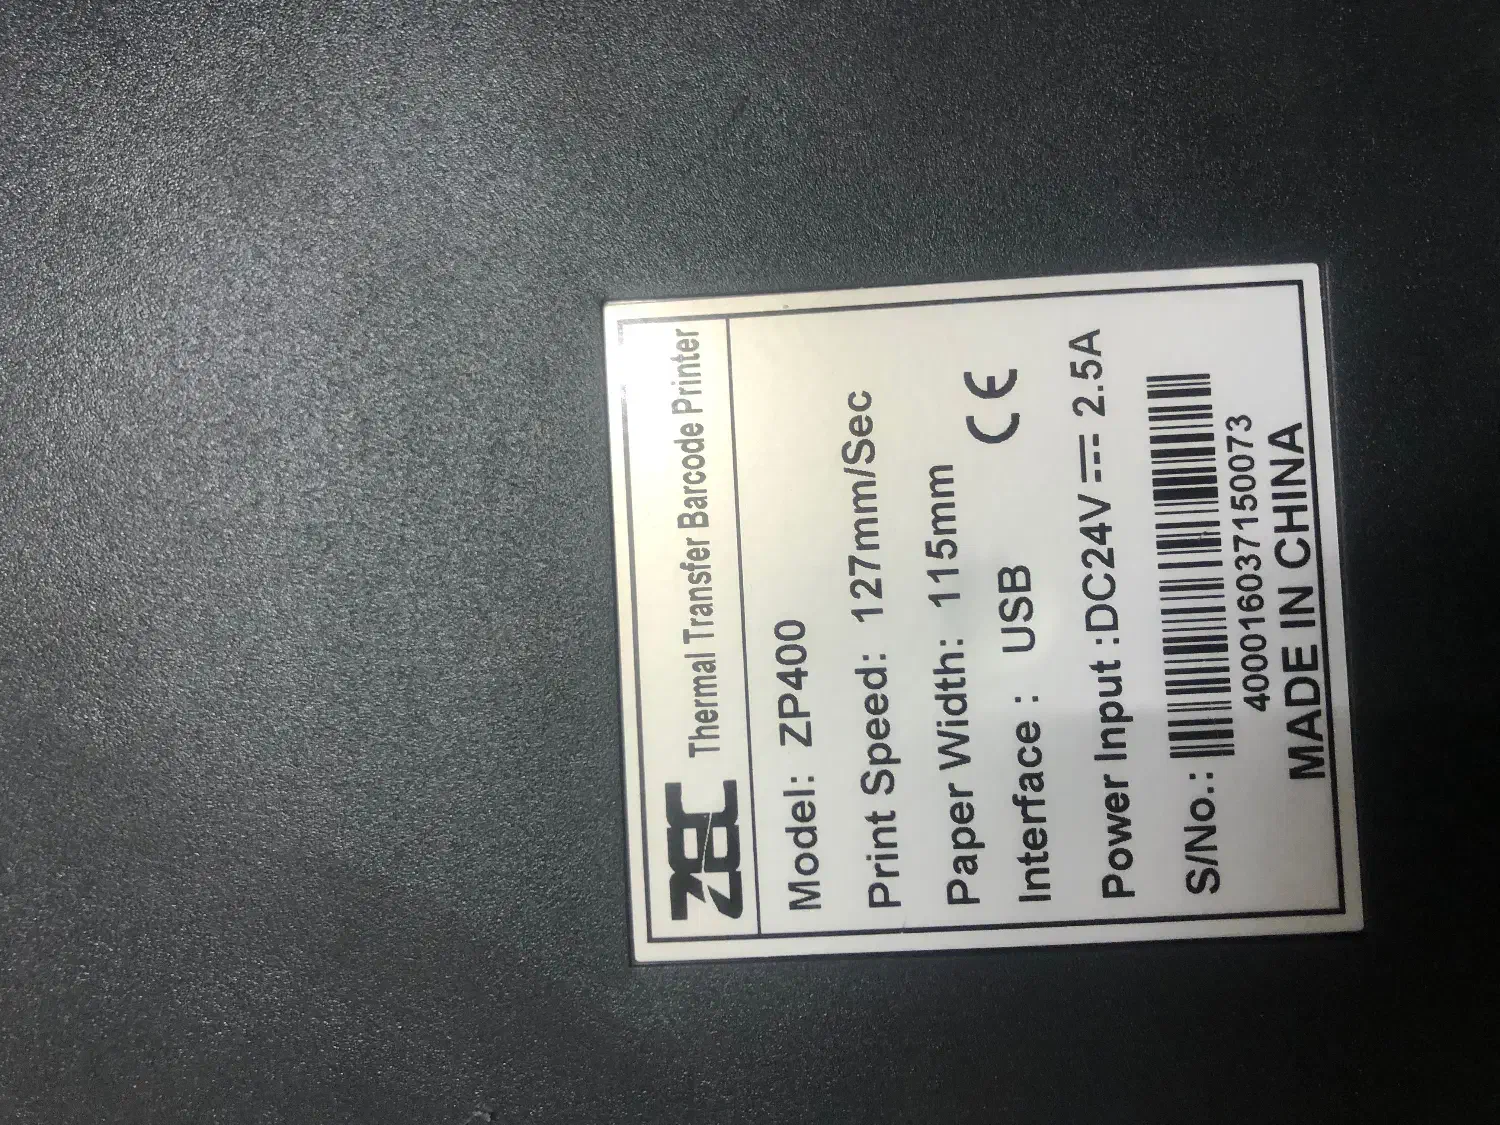 ZEC Thermal Transfer Barcode Printer
Model: ZP400
Print Speed: 127mm/Sec
Paper Width: 115mm
Interface : USB CE
Power Input :DC24V ⎓ 2.5A
S/No.:
400016037150073
MADE IN CHINA